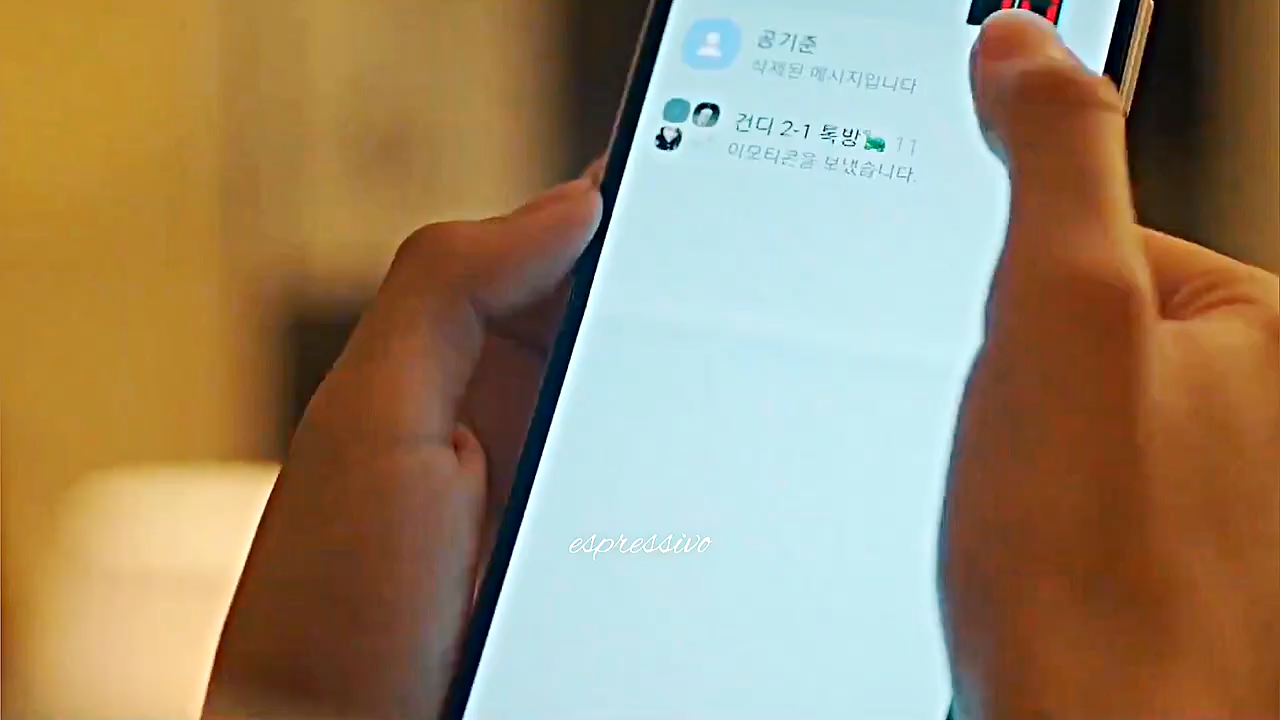 공기준
삭제된 메시지입니다
건디 2-1 톡방 11
이모티콘을 보냈습니다.
espressivo